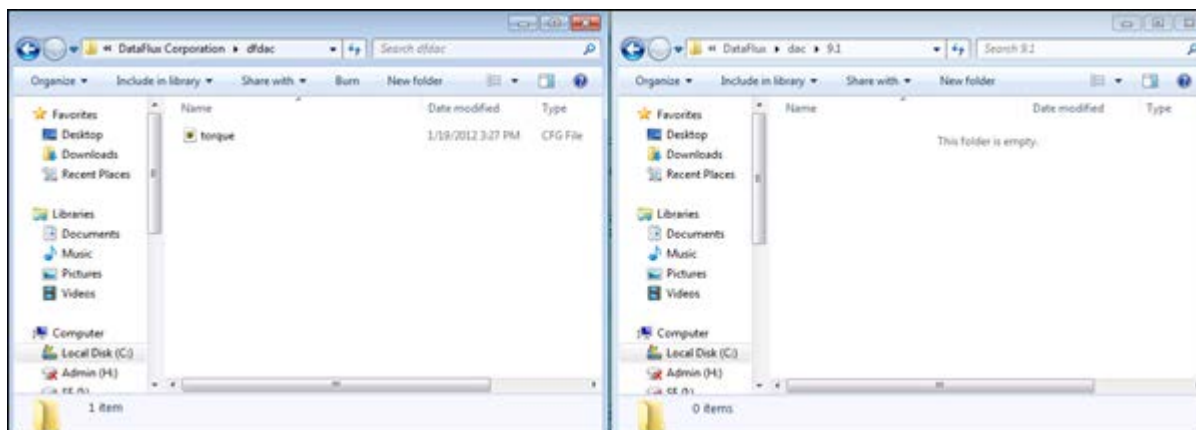 « DataFlux Corporation ▸ dfdac
Search dfdac
Organize
Include in library
Share with
Burn
New folder
Favorites
Desktop
Downloads
Recent Places
Libraries
Documents
Music
Pictures
Videos
Computer
Local Disk (C:)
Admin (H:)
Name
Date modified
Type
torque
1/19/2012 3:27 PM
CFG File
1 item
« DataFlux ▸ dac ▸ 9.1
Search 9.1
Organize
Include in library
Share with
New folder
Favorites
Desktop
Downloads
Recent Places
Libraries
Documents
Music
Pictures
Videos
Computer
Local Disk (C:)
Admin (H:)
Name
Date modified
Type
This folder is empty.
0 items